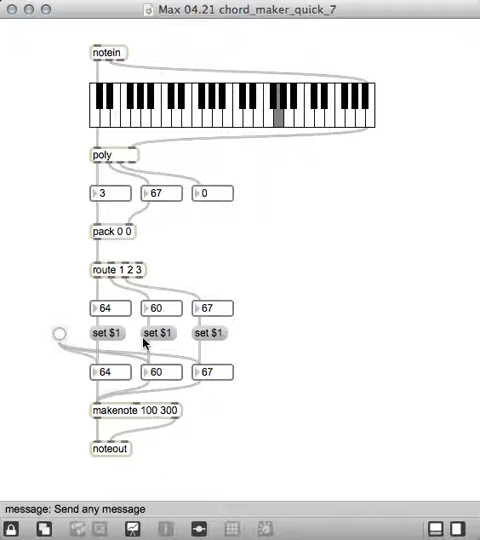 Max 04.21 chord_maker_quick_7
notein
poly
3 67 0
pack 0 0
route 1 2 3
64 60 67
set $1 set $1 set $1
64 60 67
makenote 100 300
noteout
message: Send any message